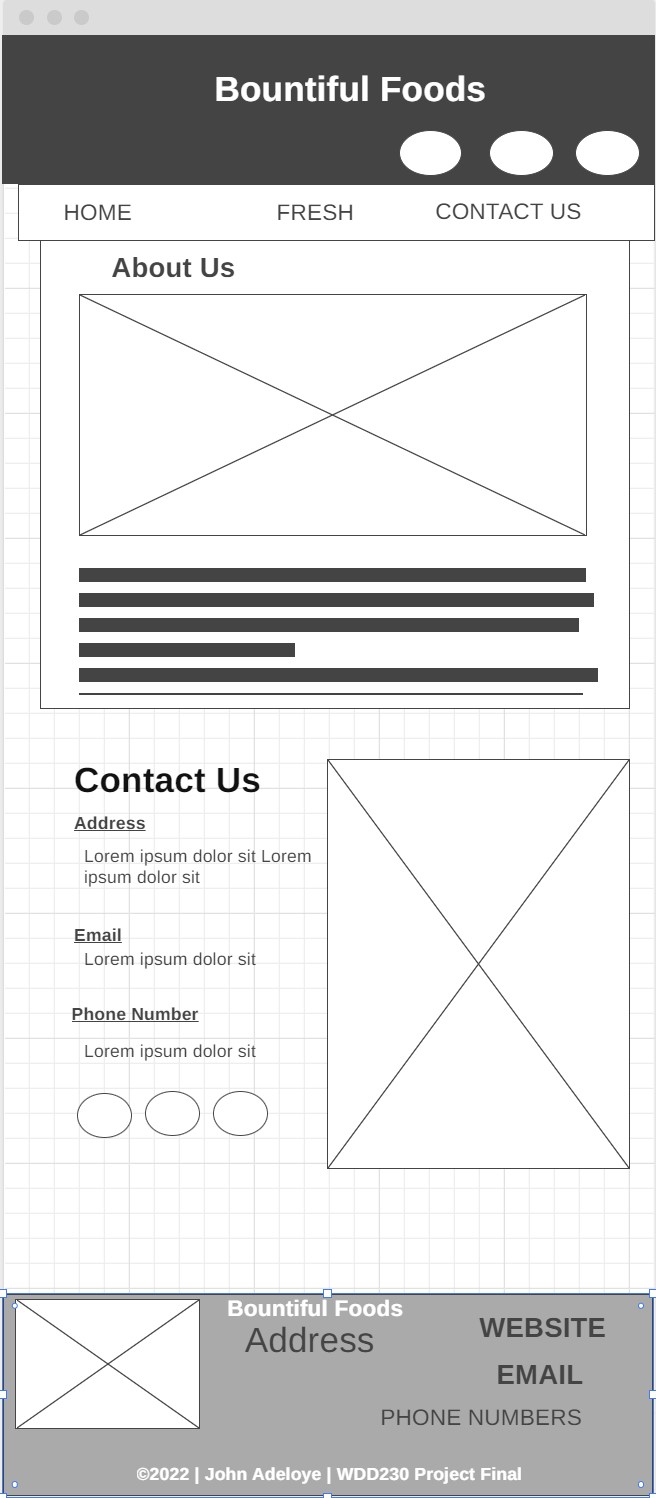 Bountiful Foods
HOME FRESH CONTACT US
About Us
Contact Us
Address
Lorem ipsum dolor sit Lorem
ipsum dolor sit
Email
Lorem ipsum dolor sit
Phone Number
Lorem ipsum dolor sit
Bountiful Foods
Address
WEBSITE
EMAIL
PHONE NUMBERS
©2022 | John Adeloye | WDD230 Project Final